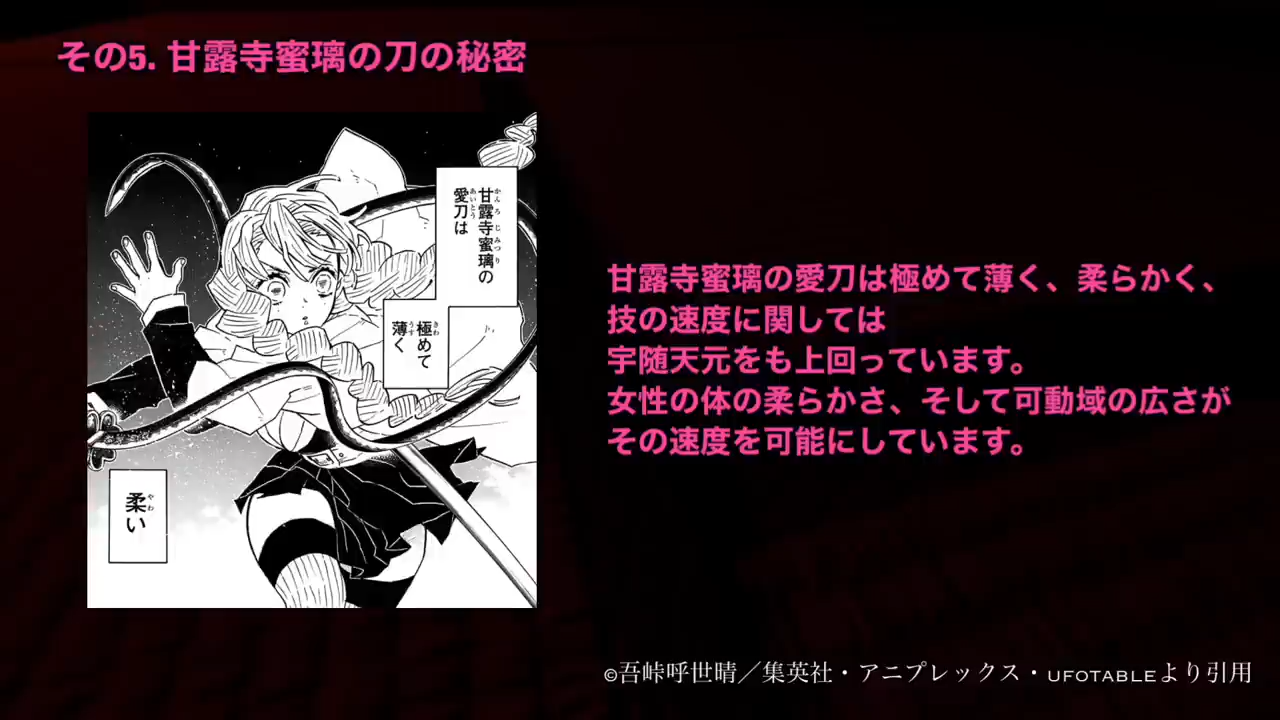 その5. 甘露寺蜜璃の刀の秘密
甘露寺蜜璃の
愛刀は
極めて
薄く
柔い
甘露寺蜜璃の愛刀は極めて薄く、柔らかく、
技の速度に関しては
宇随天元をも上回っています。
女性の体の柔らかさ、そして可動域の広さが
その速度を可能にしています。
©吾峠呼世晴／集英社・アニプレックス・UFOTABLEより引用